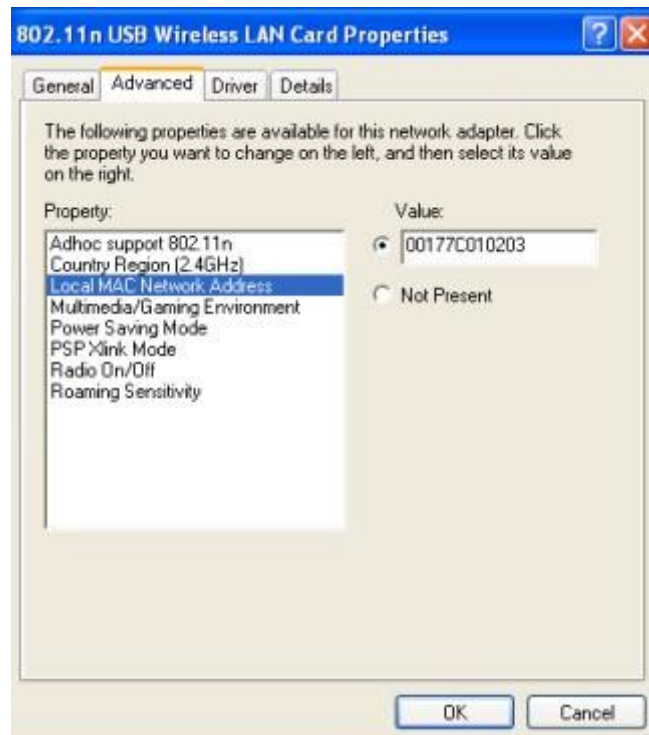 802.11n USB Wireless LAN Card Properties
General Advanced Driver Details
The following properties are available for this network adapter. Click
the property you want to change on the left, and then select its value
on the right.
Property:
Value:
Adhoc support 802.11n
Country Region (2.4GHz)
Local MAC Network Address
Multimedia/Gaming Environment
Power Saving Mode
PSP Xlink Mode
Radio On/Off
Roaming Sensitivity
00177C010203
Not Present
OK Cancel